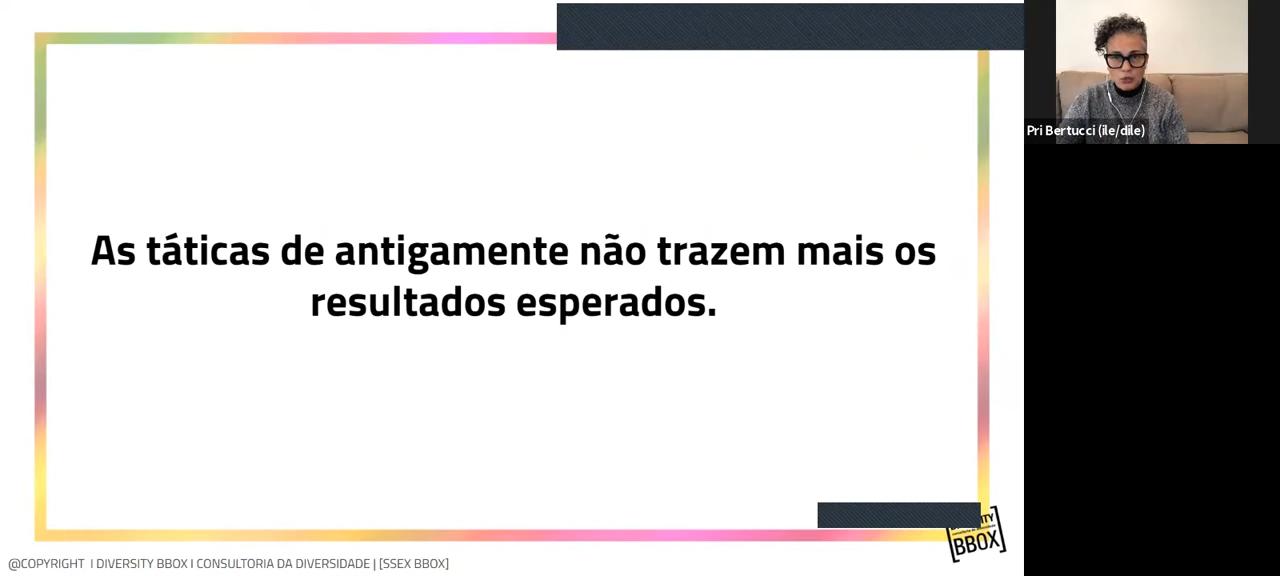 As táticas de antigamente não trazem mais os
resultados esperados.
Pri Bertucci (ile/dile)
BBOX
@COPYRIGHT I DIVERSITY BBOX I CONSULTORIA DA DIVERSIDADE | [SSEX BBOX]